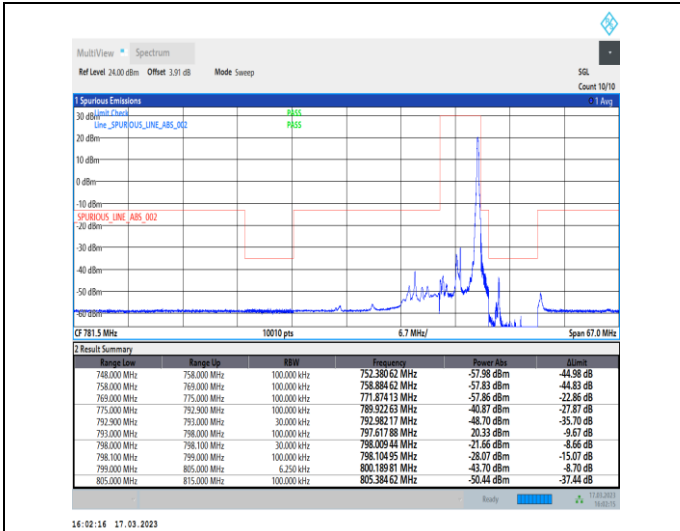 MultiView Spectrum
Ref Level 24.00 dBm Offset 3.91 dB Mode Sweep SGL
Count 10/10
1 Spurious Emissions 1 Avg
30 dBm Limit Check PASS
Line _SPURIOUS_LINE_ABS_002 PASS
20 dBm
10 dBm
0 dBm
-10 dBm
_SPURIOUS_LINE_ABS_002
-20 dBm
-30 dBm
-40 dBm
-50 dBm
-60 dBm
CF 781.5 MHz 10010 pts 6.7 MHz/ Span 67.0 MHz
2 Result Summary
Range Low Range Up RBW Frequency Power Abs ΔLimit
748.000 MHz 758.000 MHz 100.000 kHz 752.380 62 MHz -57.98 dBm -44.98 dB
758.000 MHz 769.000 MHz 100.000 kHz 758.884 62 MHz -57.83 dBm -44.83 dB
769.000 MHz 775.000 MHz 100.000 kHz 771.874 13 MHz -57.86 dBm -22.86 dB
775.000 MHz 792.900 MHz 100.000 kHz 789.922 63 MHz -40.87 dBm -27.87 dB
792.900 MHz 793.000 MHz 30.000 kHz 792.982 17 MHz -48.70 dBm -35.70 dB
793.000 MHz 798.000 MHz 100.000 kHz 797.617 88 MHz 20.33 dBm -9.67 dB
798.000 MHz 798.100 MHz 30.000 kHz 798.009 44 MHz -21.66 dBm -8.66 dB
798.100 MHz 799.000 MHz 100.000 kHz 798.104 95 MHz -28.07 dBm -15.07 dB
799.000 MHz 805.000 MHz 6.250 kHz 800.189 81 MHz -43.70 dBm -8.70 dB
805.000 MHz 815.000 MHz 100.000 kHz 805.384 62 MHz -50.44 dBm -37.44 dB
Ready 17.03.2023
16:02:15
16:02:16 17.03.2023